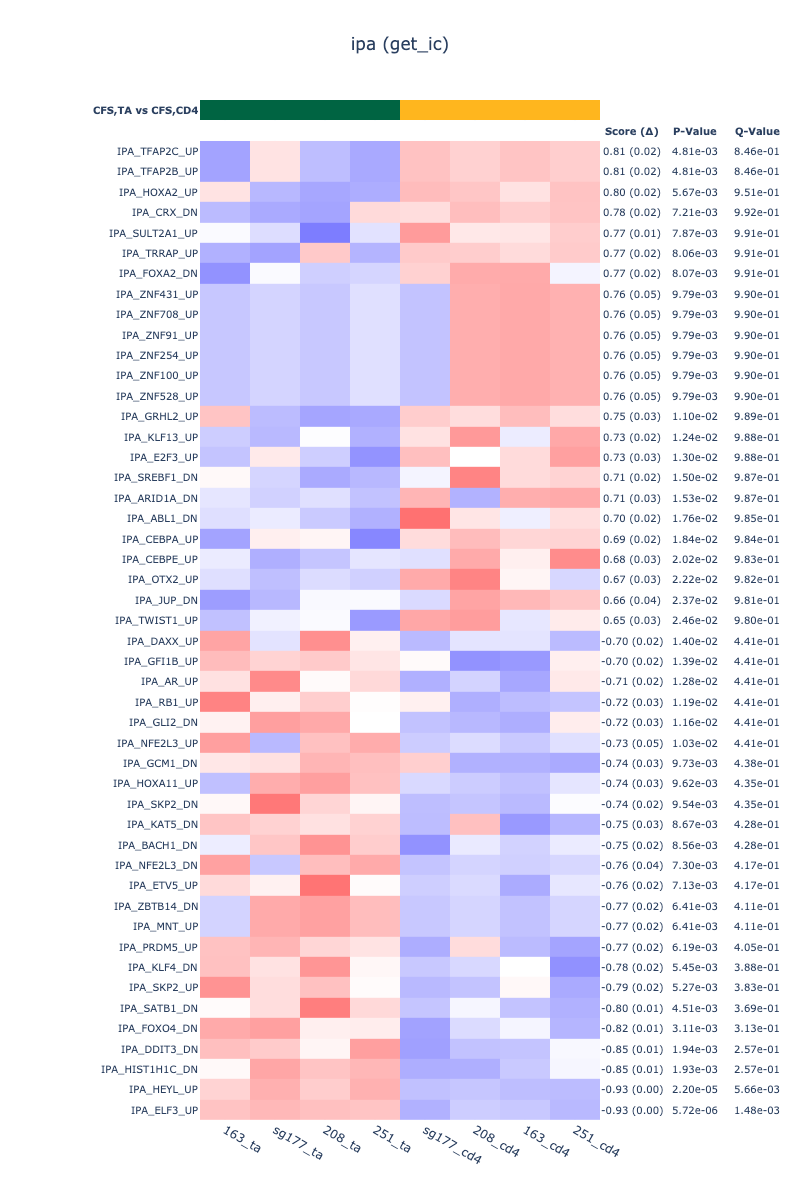 ipa (get_ic)
CFS,TA vs CFS,CD4
Score (Δ) P-Value Q-Value
IPA_TFAP2C_UP 0.81 (0.02) 4.81e-03 8.46e-01
IPA_TFAP2B_UP 0.81 (0.02) 4.81e-03 8.46e-01
IPA_HOXA2_UP 0.80 (0.02) 5.67e-03 9.51e-01
IPA_CRX_DN 0.78 (0.02) 7.21e-03 9.92e-01
IPA_SULT2A1_UP 0.77 (0.01) 7.87e-03 9.91e-01
IPA_TRRAP_UP 0.77 (0.02) 8.06e-03 9.91e-01
IPA_FOXA2_DN 0.77 (0.02) 8.07e-03 9.91e-01
IPA_ZNF431_UP 0.76 (0.05) 9.79e-03 9.90e-01
IPA_ZNF708_UP 0.76 (0.05) 9.79e-03 9.90e-01
IPA_ZNF91_UP 0.76 (0.05) 9.79e-03 9.90e-01
IPA_ZNF254_UP 0.76 (0.05) 9.79e-03 9.90e-01
IPA_ZNF100_UP 0.76 (0.05) 9.79e-03 9.90e-01
IPA_ZNF528_UP 0.76 (0.05) 9.79e-03 9.90e-01
IPA_GRHL2_UP 0.75 (0.03) 1.10e-02 9.89e-01
IPA_KLF13_UP 0.73 (0.02) 1.24e-02 9.88e-01
IPA_E2F3_UP 0.73 (0.03) 1.30e-02 9.88e-01
IPA_SREBF1_DN 0.71 (0.02) 1.50e-02 9.87e-01
IPA_ARID1A_DN 0.71 (0.03) 1.53e-02 9.87e-01
IPA_ABL1_DN 0.70 (0.02) 1.76e-02 9.85e-01
IPA_CEBPA_UP 0.69 (0.02) 1.84e-02 9.84e-01
IPA_CEBPE_UP 0.68 (0.03) 2.02e-02 9.83e-01
IPA_OTX2_UP 0.67 (0.03) 2.22e-02 9.82e-01
IPA_JUP_DN 0.66 (0.04) 2.37e-02 9.81e-01
IPA_TWIST1_UP 0.65 (0.03) 2.46e-02 9.80e-01
IPA_DAXX_UP -0.70 (0.02) 1.40e-02 4.41e-01
IPA_GFI1B_UP -0.70 (0.02) 1.39e-02 4.41e-01
IPA_AR_UP -0.71 (0.02) 1.28e-02 4.41e-01
IPA_RB1_UP -0.72 (0.03) 1.19e-02 4.41e-01
IPA_GLI2_DN -0.72 (0.03) 1.16e-02 4.41e-01
IPA_NFE2L3_UP -0.73 (0.05) 1.03e-02 4.41e-01
IPA_GCM1_DN -0.74 (0.03) 9.73e-03 4.38e-01
IPA_HOXA11_UP -0.74 (0.03) 9.62e-03 4.35e-01
IPA_SKP2_DN -0.74 (0.02) 9.54e-03 4.35e-01
IPA_KAT5_DN -0.75 (0.03) 8.67e-03 4.28e-01
IPA_BACH1_DN -0.75 (0.02) 8.56e-03 4.28e-01
IPA_NFE2L3_DN -0.76 (0.04) 7.30e-03 4.17e-01
IPA_ETV5_UP -0.76 (0.02) 7.13e-03 4.17e-01
IPA_ZBTB14_DN -0.77 (0.02) 6.41e-03 4.11e-01
IPA_MNT_UP -0.77 (0.02) 6.41e-03 4.11e-01
IPA_PRDM5_UP -0.77 (0.02) 6.19e-03 4.05e-01
IPA_KLF4_DN -0.78 (0.02) 5.45e-03 3.88e-01
IPA_SKP2_UP -0.79 (0.02) 5.27e-03 3.83e-01
IPA_SATB1_DN -0.80 (0.01) 4.51e-03 3.69e-01
IPA_FOXO4_DN -0.82 (0.01) 3.11e-03 3.13e-01
IPA_DDIT3_DN -0.85 (0.01) 1.94e-03 2.57e-01
IPA_HIST1H1C_DN -0.85 (0.01) 1.93e-03 2.57e-01
IPA_HEYL_UP -0.93 (0.00) 2.20e-05 5.66e-03
IPA_ELF3_UP -0.93 (0.00) 5.72e-06 1.48e-03
163_ta sg177_ta 208_ta 251_ta sg177_cd4 208_cd4 163_cd4 251_cd4